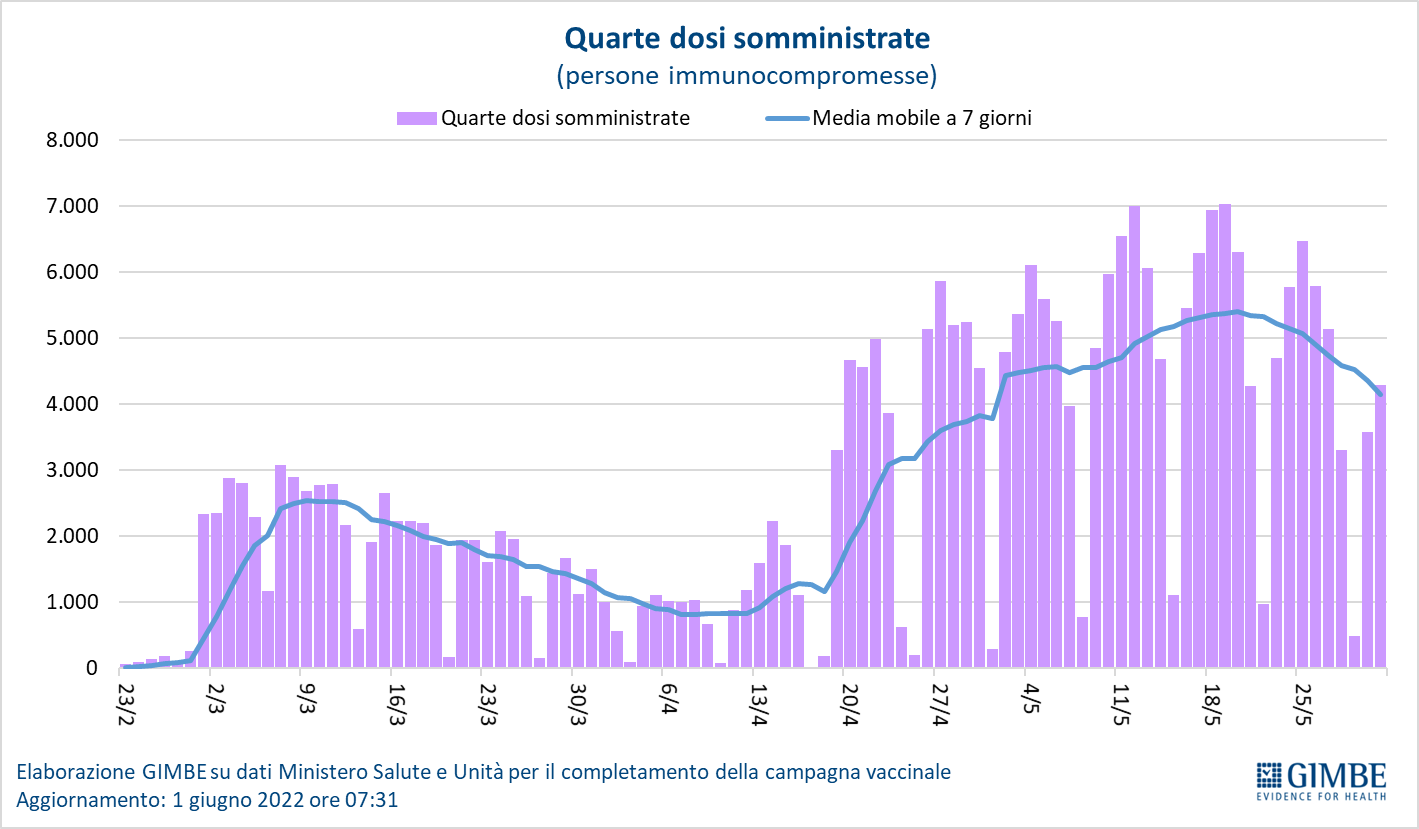 Quarte dosi somministrate
(persone immunocompromesse)
Quarte dosi somministrate Media mobile a 7 giorni
8.000
7.000
6.000
5.000
4.000
3.000
2.000
1.000
0
23/2 2/3 9/3 16/3 23/3 30/3 6/4 13/4 20/4 27/4 4/5 11/5 18/5 25/5
Elaborazione GIMBE su dati Ministero Salute e Unità per il completamento della campagna vaccinale
Aggiornamento: 1 giugno 2022 ore 07:31
GIMBE
EVIDENCE FOR HEALTH